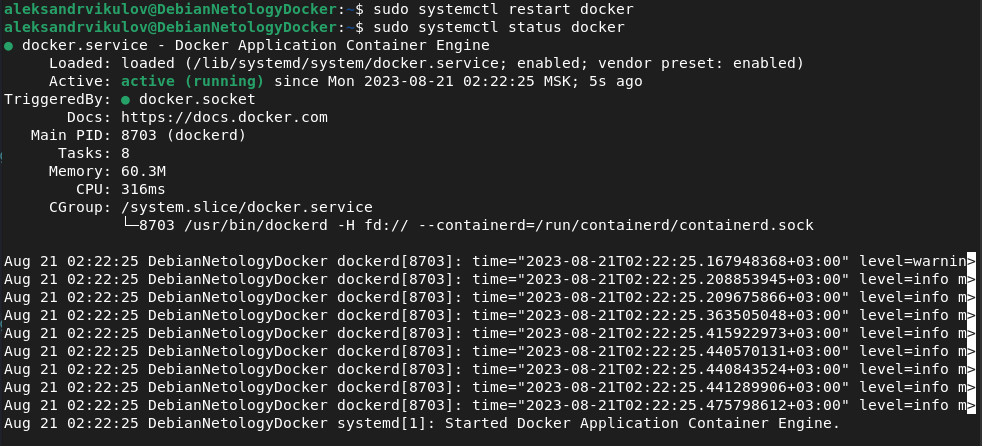 aleksandrvikulov@DebianNetologyDocker:~$ sudo systemctl restart docker
aleksandrvikulov@DebianNetologyDocker:~$ sudo systemctl status docker
● docker.service - Docker Application Container Engine
     Loaded: loaded (/lib/systemd/system/docker.service; enabled; vendor preset: enabled)
     Active: active (running) since Mon 2023-08-21 02:22:25 MSK; 5s ago
TriggeredBy: ● docker.socket
       Docs: https://docs.docker.com
   Main PID: 8703 (dockerd)
      Tasks: 8
     Memory: 60.3M
        CPU: 316ms
     CGroup: /system.slice/docker.service
             └─8703 /usr/bin/dockerd -H fd:// --containerd=/run/containerd/containerd.sock
Aug 21 02:22:25 DebianNetologyDocker dockerd[8703]: time="2023-08-21T02:22:25.167948368+03:00" level=warnin>
Aug 21 02:22:25 DebianNetologyDocker dockerd[8703]: time="2023-08-21T02:22:25.208853945+03:00" level=info m>
Aug 21 02:22:25 DebianNetologyDocker dockerd[8703]: time="2023-08-21T02:22:25.209675866+03:00" level=info m>
Aug 21 02:22:25 DebianNetologyDocker dockerd[8703]: time="2023-08-21T02:22:25.363505048+03:00" level=info m>
Aug 21 02:22:25 DebianNetologyDocker dockerd[8703]: time="2023-08-21T02:22:25.415922973+03:00" level=info m>
Aug 21 02:22:25 DebianNetologyDocker dockerd[8703]: time="2023-08-21T02:22:25.440570131+03:00" level=info m>
Aug 21 02:22:25 DebianNetologyDocker dockerd[8703]: time="2023-08-21T02:22:25.440843524+03:00" level=info m>
Aug 21 02:22:25 DebianNetologyDocker dockerd[8703]: time="2023-08-21T02:22:25.441289906+03:00" level=info m>
Aug 21 02:22:25 DebianNetologyDocker dockerd[8703]: time="2023-08-21T02:22:25.475798612+03:00" level=info m>
Aug 21 02:22:25 DebianNetologyDocker systemd[1]: Started Docker Application Container Engine.